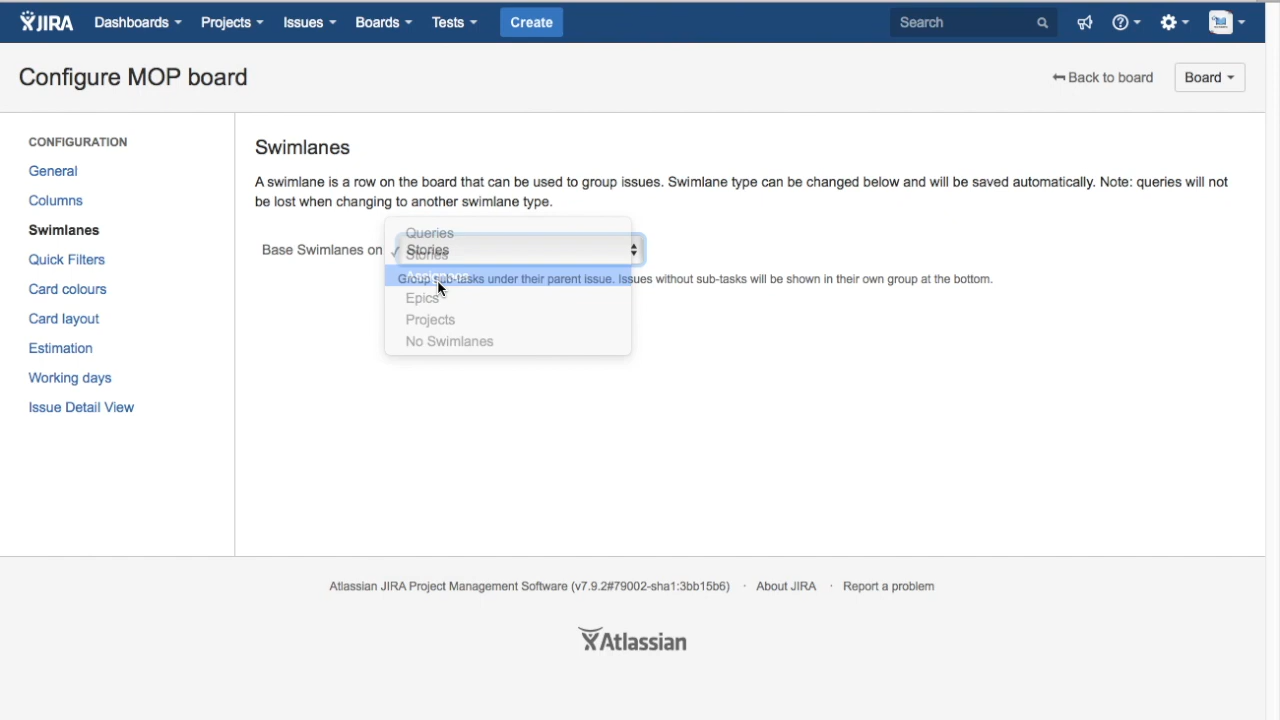 JIRA Dashboards Projects Issues Boards Tests Create Search
Configure MOP board
Back to board Board
CONFIGURATION
General
Columns
Swimlanes
Quick Filters
Card colours
Card layout
Estimation
Working days
Issue Detail View
Swimlanes
A swimlane is a row on the board that can be used to group issues. Swimlane type can be changed below and will be saved automatically. Note: queries will not
be lost when changing to another swimlane type.
Base Swimlanes on
Queries
Stories
Stories
Assignees
Group sub-tasks under their parent issue. Issues without sub-tasks will be shown in their own group at the bottom.
Epics
Projects
No Swimlanes
Atlassian JIRA Project Management Software (v7.9.2#79002-sha1:3bb15b6) · About JIRA · Report a problem
Atlassian